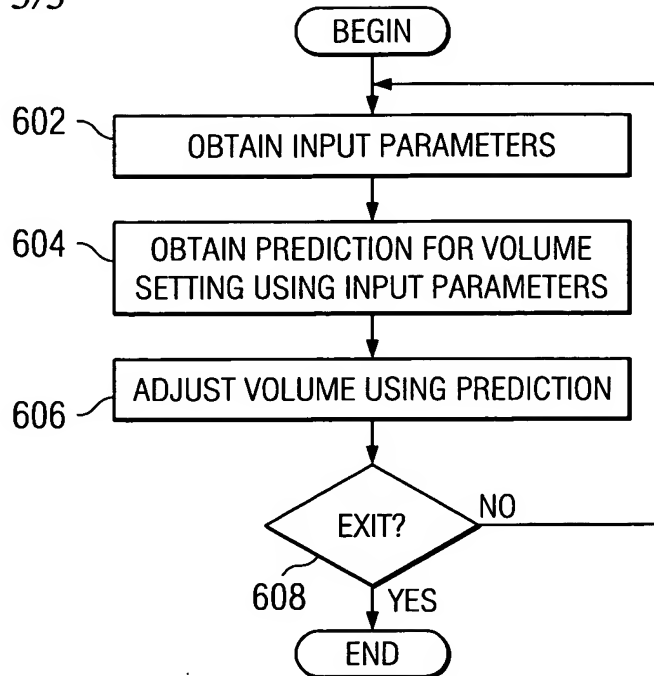 5/5
BEGIN
602
OBTAIN INPUT PARAMETERS
604
OBTAIN PREDICTION FOR VOLUME
SETTING USING INPUT PARAMETERS
606
ADJUST VOLUME USING PREDICTION
EXIT?
NO
608
YES
END